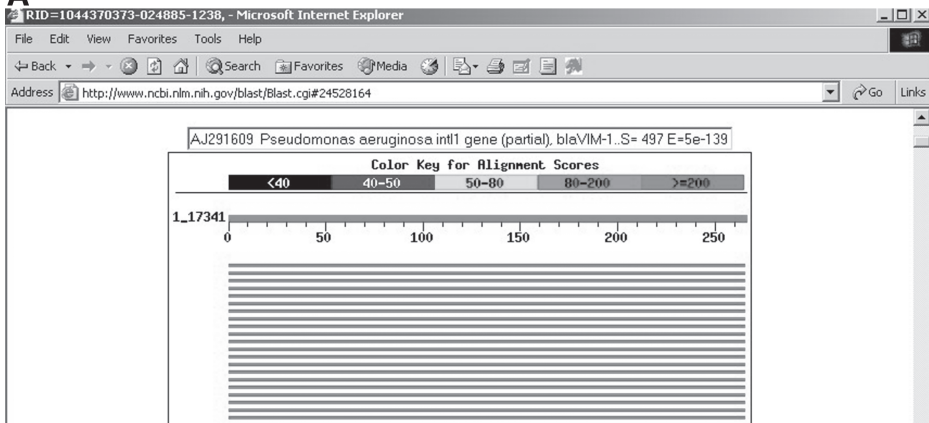 A
RID=1044370373-024885-1238, - Microsoft Internet Explorer
File Edit View Favorites Tools Help
Back Search Favorites Media
Address http://www.ncbi.nlm.nih.gov/blast/Blast.cgi#24528164 Go Links
AJ291609 Pseudomonas aeruginosa intI1 gene (partial), blaVIM-1..S= 497 E=5e-139
Color Key for Alignment Scores
<40 40-50 50-80 80-200 >=200
1_17341
0 50 100 150 200 250